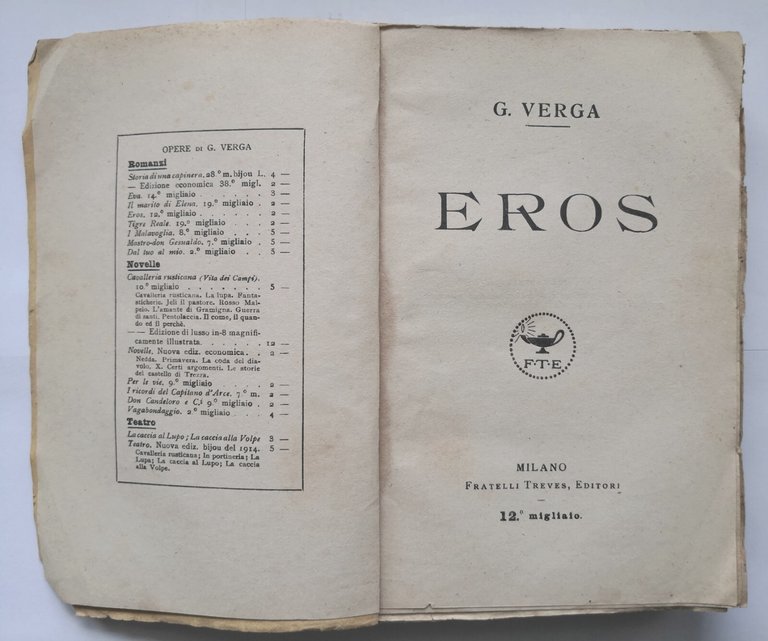 OPERE DI G. VERGA
Romanzi
Storia di una capinera. 28.º m. bijou L. 4 —
— Edizione economica 38.º migl. 2 —
Eva. 14.º migliaio . . . . . . 3 —
Il marito di Elena. 19.º migliaio . 2 —
Eros. 12.º migliaio . . . . . . 2 —
Tigre Reale. 19.º migliaio . . . 2 —
I Malavoglia. 8.º migliaio . . . 5 —
Mastro-don Gesualdo. 7.º migliaio . 5 —
Dal tuo al mio. 2.º migliaio . . . 5 —
Novelle
Cavalleria rusticana (Vita dei Campi).
10.º migliaio . . . . . . . 5 —
Cavalleria rusticana. La lupa. Fanta-
sticherie. Jeli il pastore. Rosso Mal-
pelo. L'amante di Gramigna. Guerra
di santi. Pentolaccia. Il come, il quan-
do ed il perchè.
— — Edizione di lusso in-8 magnifi-
camente illustrata. . . . . . 12 —
Novelle. Nuova ediz. economica. . 2 —
Nedda. Primavera. La coda del dia-
volo. X. Certi argomenti. Le storie
del castello di Trezza.
Per le vie. 9.º migliaio . . . . 2 —
I ricordi del Capitano d'Arce. 7.º m. 2 —
Don Candeloro e C.i 9.º migliaio . 2 —
Vagabondaggio. 2.º migliaio . . . 4 —
Teatro
La caccia al Lupo; La caccia alla Volpe 3 —
Teatro. Nuova ediz. bijou del 1914. 5 —
Cavalleria rusticana; In portineria; La
Lupa; La caccia al Lupo; La caccia
alla Volpe.
G. VERGA
EROS
F·T·E
MILANO
FRATELLI TREVES, EDITORI
12.º migliaio.